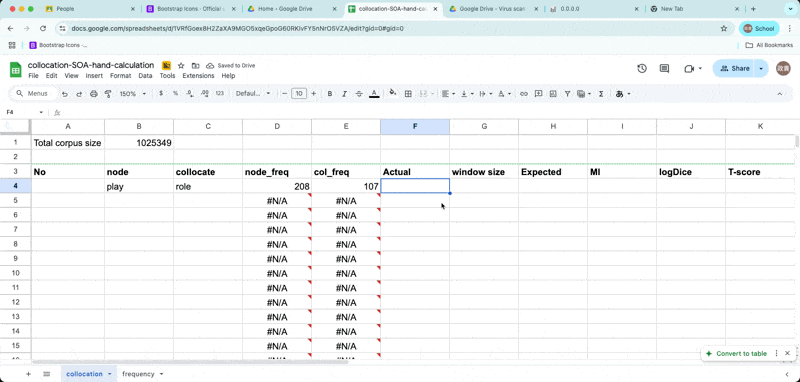 People
Bootstrap Icons · Official
Home - Google Drive
collocation-SOA-hand-ca
Google Drive - Virus scan
0.0.0.0
New Tab
docs.google.com/spreadsheets/d/1VRfGoex8H2ZaXA9MGO5xqeGpoG60RKivFY5nNrO5VZA/edit?gid=0#gid=0
School
Bootstrap Icons -...
All Bookmarks
collocation-SOA-hand-calculation
Saved to Drive
File Edit View Insert Format Data Tools Extensions Help
Share
Menus
150%
$ % .0 .00 123
Defaul...
10
F4
fx
A B C D E F G H I J K
1 Total corpus size 1025349
2
3 No node collocate node_freq col_freq Actual window size Expected MI logDice T-score
4 play role 208 107
5 #N/A #N/A
6 #N/A #N/A
7 #N/A #N/A
8 #N/A #N/A
9 #N/A #N/A
10 #N/A #N/A
11 #N/A #N/A
12 #N/A #N/A
13 #N/A #N/A
14 #N/A #N/A
15 #N/A #N/A
#N/A #N/A
Convert to table
collocation frequency